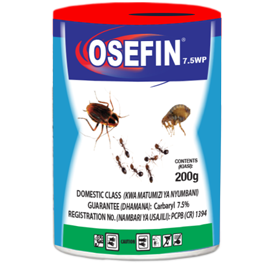 OSEFIN®
7.5WP
CONTENTS
(KIASI)
200g
DOMESTIC CLASS (KWA MATUMIZI YA NYUMBANI)
GUARANTEE (DHAMANA): Carbaryl 7.5%
REGISTRATION No. (NAMBARI YA USAJILI): PCPB (CR) 1394
CAUTION